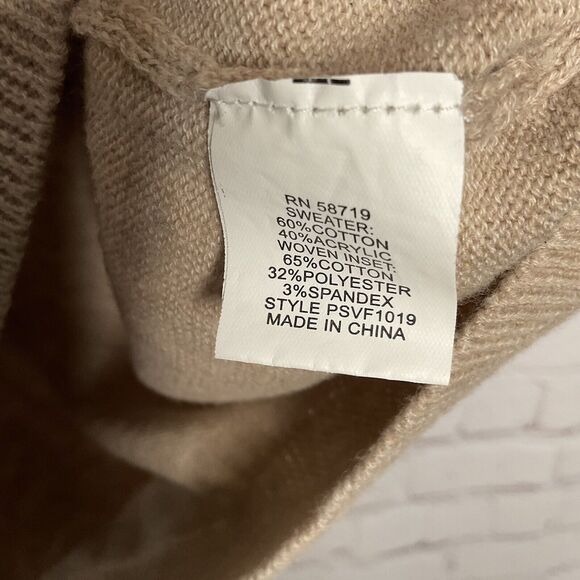 RN 58719
SWEATER:
60%COTTON
40%ACRYLIC
WOVEN INSET:
65%COTTON
32%POLYESTER
3%SPANDEX
STYLE PSVF1019
MADE IN CHINA